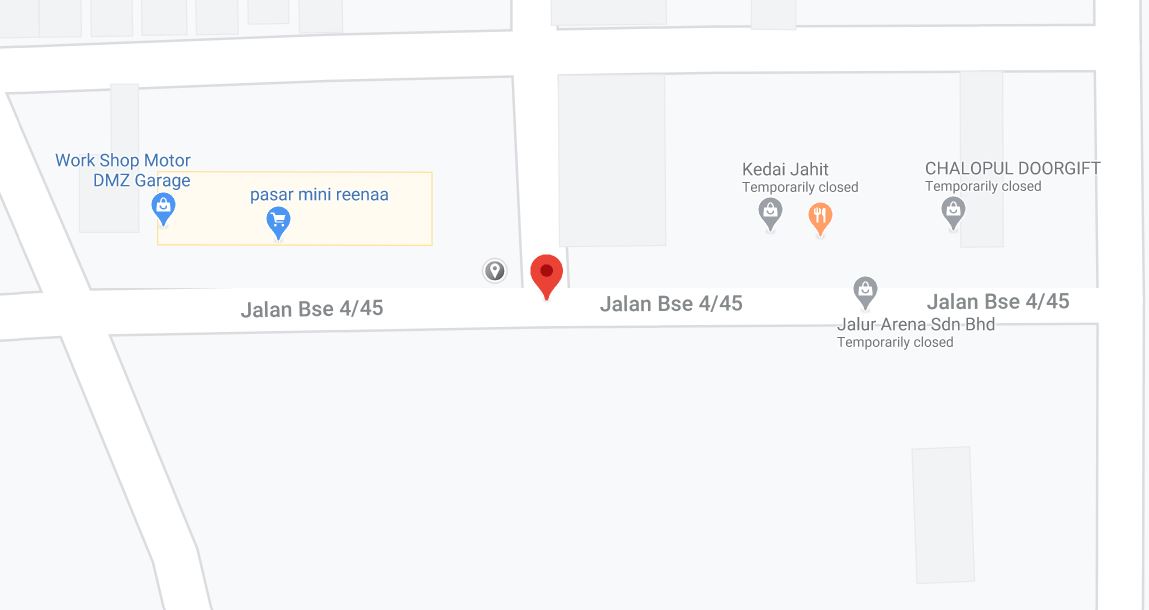 Work Shop Motor
DMZ Garage
pasar mini reenaa
Kedai Jahit
Temporarily closed
CHALOPUL DOORGIFT
Temporarily closed
Jalan Bse 4/45
Jalan Bse 4/45
Jalan Bse 4/45
Jalur Arena Sdn Bhd
Temporarily closed